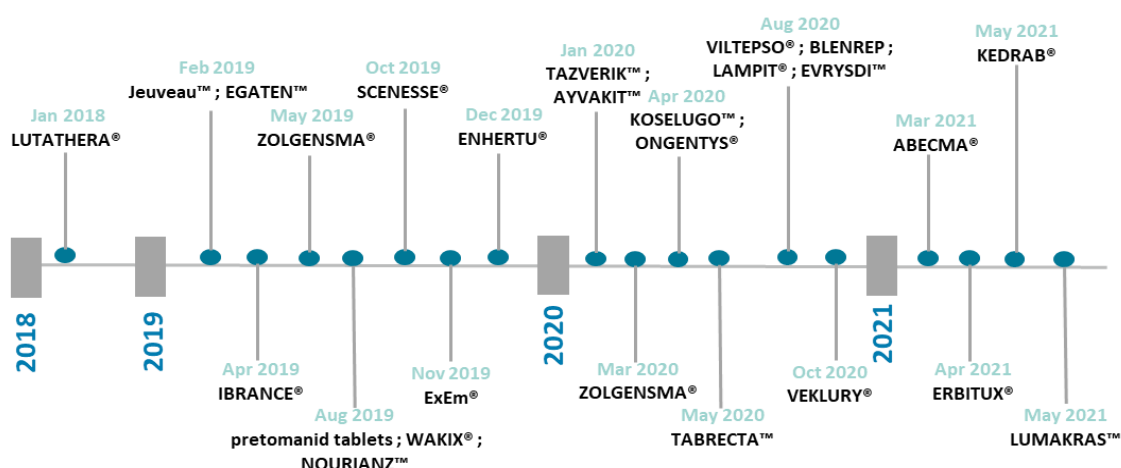 Jan 2018
LUTATHERA®
Feb 2019
Jeuveau™ ; EGATEN™
May 2019
ZOLGENSMA®
Oct 2019
SCENESSE®
Dec 2019
ENHERTU®
Jan 2020
TAZVERIK™ ;
AYVAKIT™
Apr 2020
KOSELUGO™ ;
ONGENTYS®
Aug 2020
VILTEPSO® ; BLENREP ;
LAMPIT® ; EVRYSDI™
Mar 2021
ABECMA®
May 2021
KEDRAB®
2018
2019
2020
2021
Apr 2019
IBRANCE®
Aug 2019
pretomanid tablets ; WAKIX® ;
NOURIANZ™
Nov 2019
ExEm®
Mar 2020
ZOLGENSMA®
May 2020
TABRECTA™
Oct 2020
VEKLURY®
Apr 2021
ERBITUX®
May 2021
LUMAKRAS™